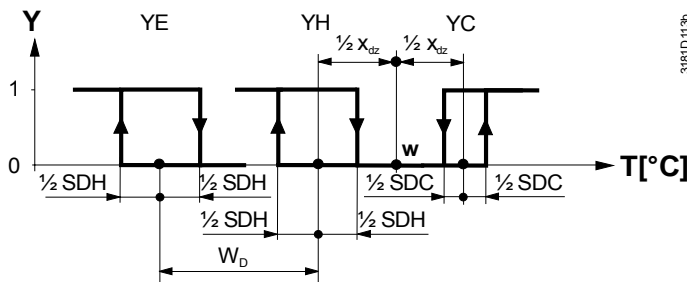 Y YE YH YC
½ x_dz ½ x_dz
3181D113b
1
w
0 T[°C]
½ SDH ½ SDH ½ SDC ½ SDC
½ SDH ½ SDH
W_D